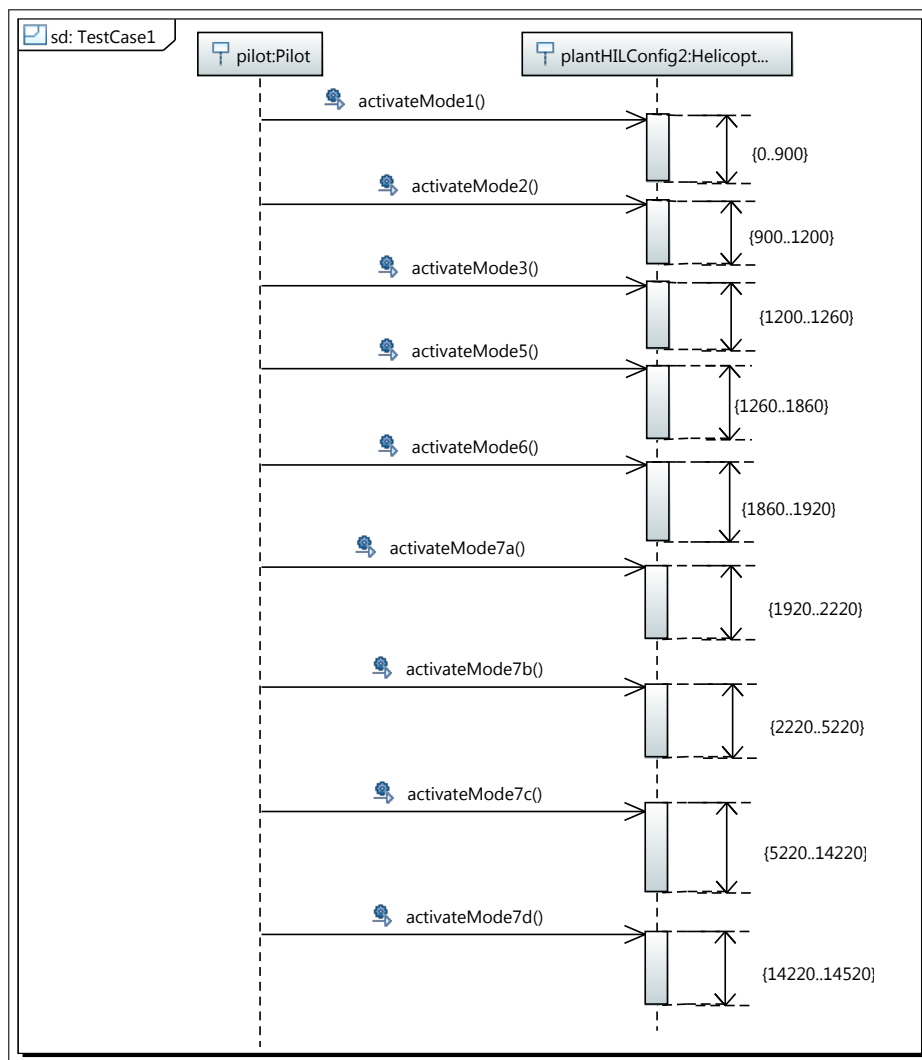 sd: TestCase1
pilot:Pilot
plantHILConfig2:Helicopt...
activateMode1()
{0..900}
activateMode2()
{900..1200}
activateMode3()
{1200..1260}
activateMode5()
{1260..1860}
activateMode6()
{1860..1920}
activateMode7a()
{1920..2220}
activateMode7b()
{2220..5220}
activateMode7c()
{5220..14220}
activateMode7d()
{14220..14520}